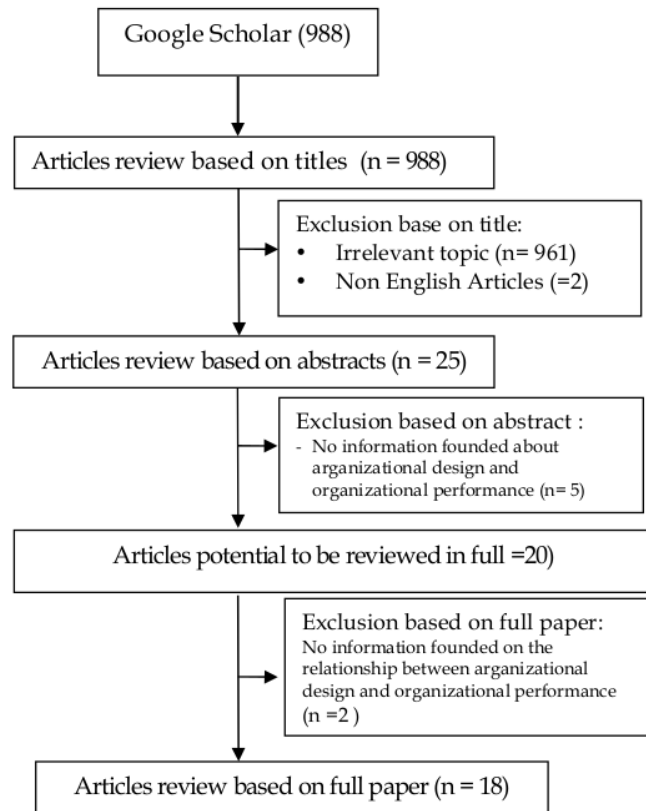 Google Scholar (988)
Articles review based on titles (n = 988)
Exclusion base on title:
• Irrelevant topic (n= 961)
• Non English Articles (=2)
Articles review based on abstracts (n = 25)
Exclusion based on abstract :
- No information founded about
arganizational design and
organizational performance (n= 5)
Articles potential to be reviewed in full =20)
Exclusion based on full paper:
No information founded on the
relationship between arganizational
design and organizational performance
(n =2 )
Articles review based on full paper (n = 18)